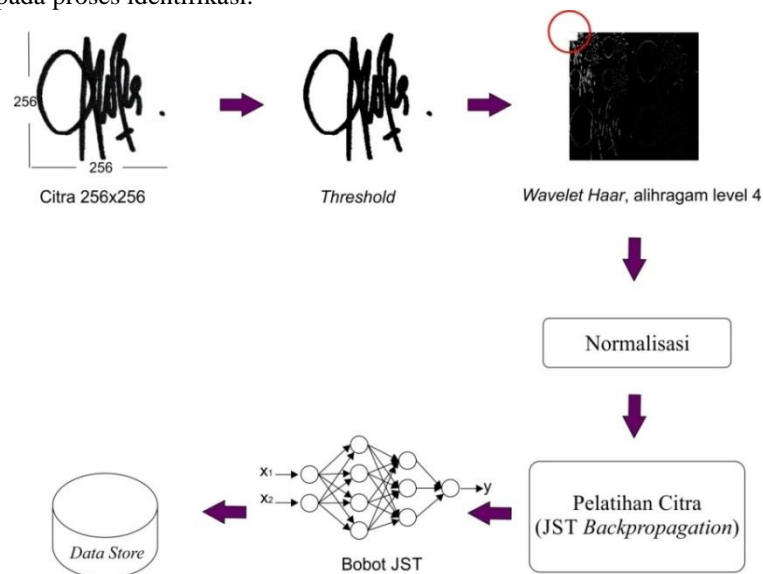 pada proses identifikasi.
256
256
Citra 256x256
Threshold
Wavelet Haar, alihragam level 4
Normalisasi
Pelatihan Citra
(JST Backpropagation)
X1
X2
y
Bobot JST
Data Store